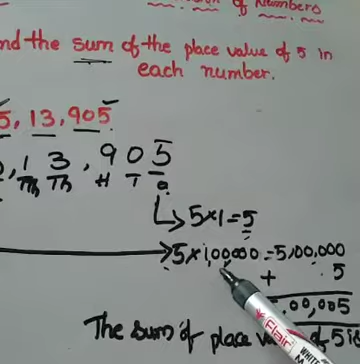 of Numbers
nd the sum of the place value of 5 in
each number.
5, 13, 905
, 1 3 , 9 0 5
Th Th H T O
5×1=5
5×1,00,000=5,00,000
+ 5
,00,005
The sum of place of 5 is
Flair
WHITE